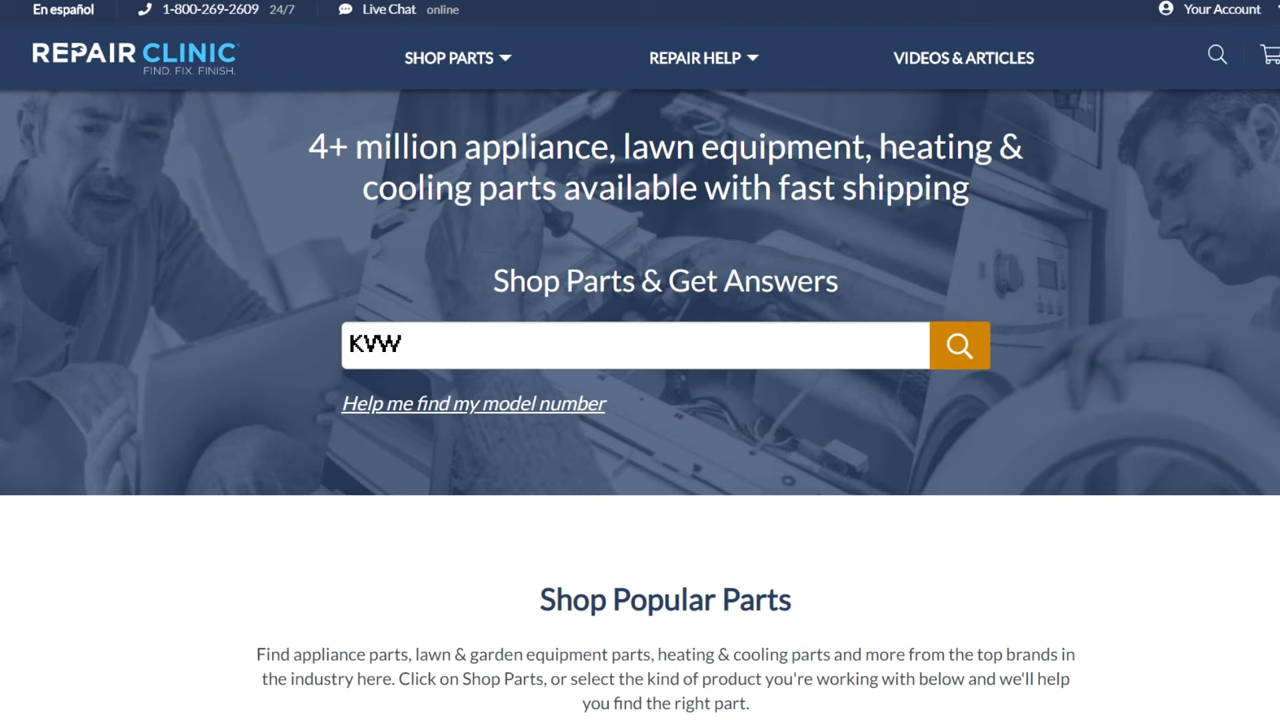 En español 1-800-269-2609 24/7 Live Chat online Your Account
REPAIR CLINIC
FIND. FIX. FINISH.
SHOP PARTS REPAIR HELP VIDEOS & ARTICLES
4+ million appliance, lawn equipment, heating &
cooling parts available with fast shipping
Shop Parts & Get Answers
KVW
Help me find my model number
Shop Popular Parts
Find appliance parts, lawn & garden equipment parts, heating & cooling parts and more from the top brands in
the industry here. Click on Shop Parts, or select the kind of product you're working with below and we'll help
you find the right part.